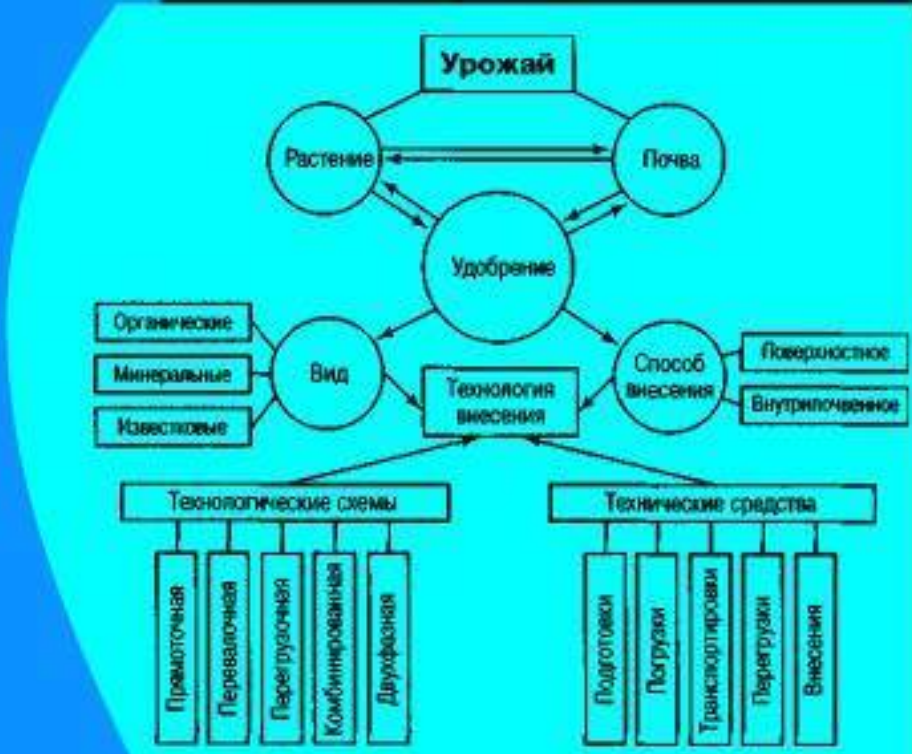 Урожай
Растение
Почва
Удобрение
Органические
Минеральные
Известковые
Вид
Технология
внесения
Способ
внесения
Поверхностное
Внутрипочвенное
Технологические схемы
Технические средства
Прямоточная
Перевалочная
Перегрузочная
Комбинированная
Двухфазная
Подготовки
Погрузки
Транспортировки
Перегрузки
Внесения